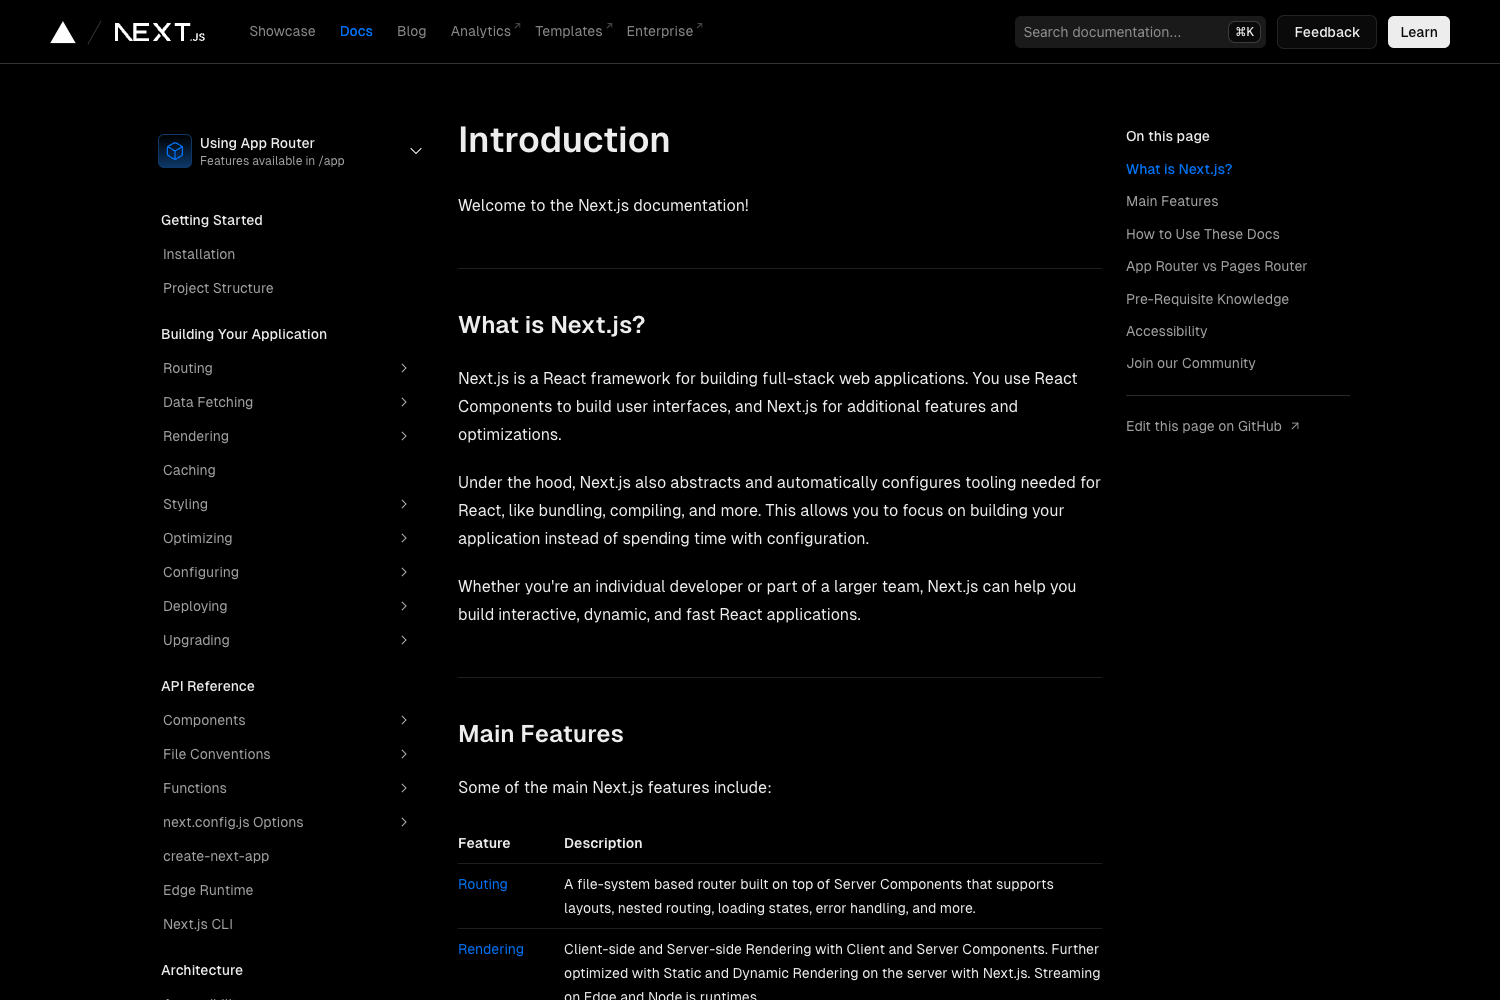 NEXT.JS
Showcase
Docs
Blog
Analytics
Templates
Enterprise
Search documentation...
⌘K
Feedback
Learn
Using App Router
Features available in /app
Getting Started
Installation
Project Structure
Building Your Application
Routing
Data Fetching
Rendering
Caching
Styling
Optimizing
Configuring
Deploying
Upgrading
API Reference
Components
File Conventions
Functions
next.config.js Options
create-next-app
Edge Runtime
Next.js CLI
Architecture
Introduction
Welcome to the Next.js documentation!
What is Next.js?
Next.js is a React framework for building full-stack web applications. You use React
Components to build user interfaces, and Next.js for additional features and
optimizations.
Under the hood, Next.js also abstracts and automatically configures tooling needed for
React, like bundling, compiling, and more. This allows you to focus on building your
application instead of spending time with configuration.
Whether you're an individual developer or part of a larger team, Next.js can help you
build interactive, dynamic, and fast React applications.
Main Features
Some of the main Next.js features include:
Feature Description
Routing A file-system based router built on top of Server Components that supports
layouts, nested routing, loading states, error handling, and more.
Rendering Client-side and Server-side Rendering with Client and Server Components. Further
optimized with Static and Dynamic Rendering on the server with Next.js. Streaming
on Edge and Node.js runtimes.
On this page
What is Next.js?
Main Features
How to Use These Docs
App Router vs Pages Router
Pre-Requisite Knowledge
Accessibility
Join our Community
Edit this page on GitHub